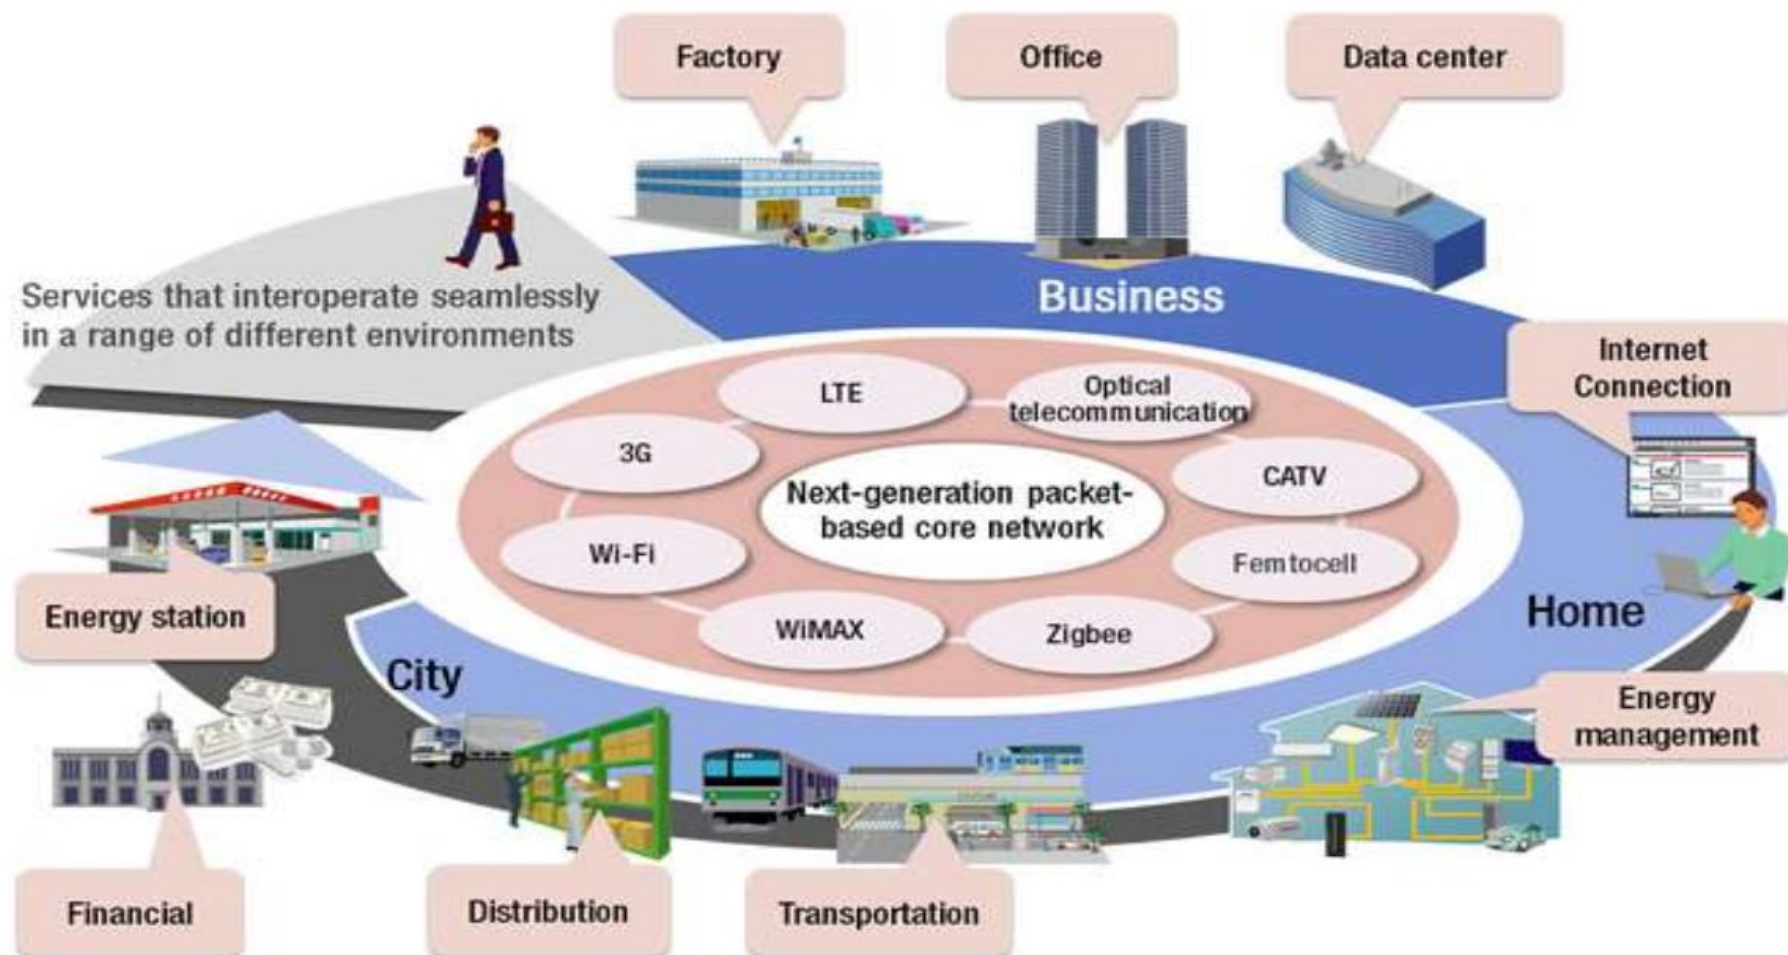 Factory
Office
Data center
Services that interoperate seamlessly
in a range of different environments
Business
Internet
Connection
LTE
Optical
telecommunication
3G
CATV
Next-generation packet-
based core network
Wi-Fi
Femtocell
WiMAX
Zigbee
Home
Energy station
City
Energy
management
Financial
Distribution
Transportation